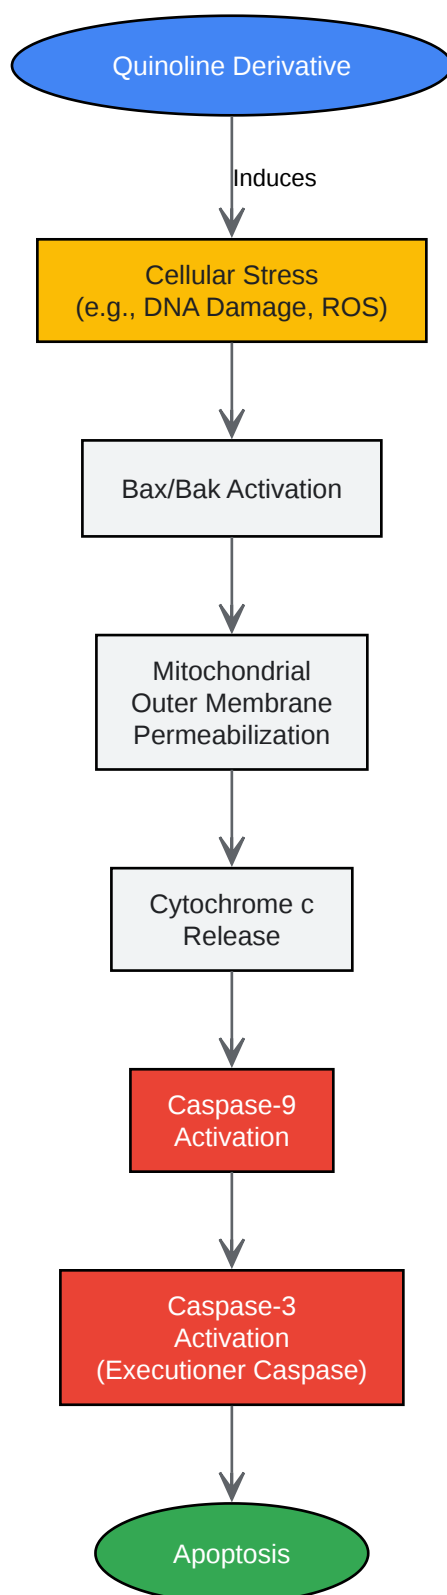 Quinoline Derivative
Induces
Cellular Stress
(e.g., DNA Damage, ROS)
Bax/Bak Activation
Mitochondrial
Outer Membrane
Permeabilization
Cytochrome c
Release
Caspase-9
Activation
Caspase-3
Activation
(Executioner Caspase)
Apoptosis